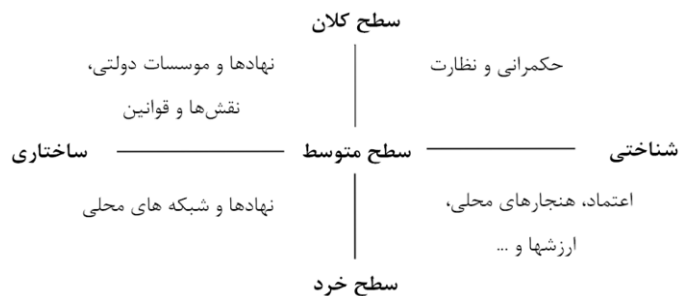 سطح کلان
حکمرانی و نظارت
نهادها و موسسات دولتی،
نقش‌ها و قوانین
شناختی
سطح متوسط
ساختاری
اعتماد، هنجارهای محلی،
ارزشها و ...
نهادها و شبکه های محلی
سطح خرد